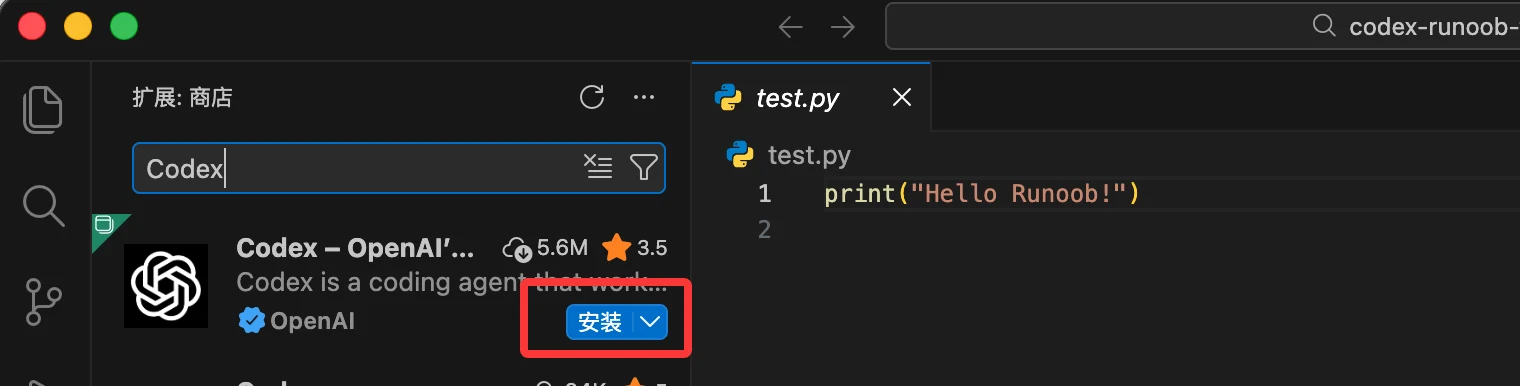 codex-runoob-
扩展: 商店
test.py
Codex
test.py
1 print("Hello Runoob!")
2
Codex – OpenAI’... 5.6M 3.5
Codex is a coding agent that work...
OpenAI 安装